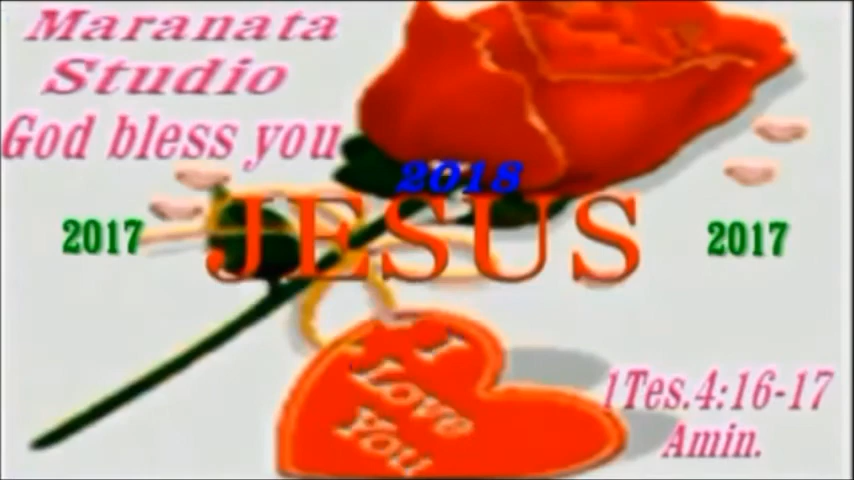 Maranata
Studio
God bless you
2018
2017
JESUS
2017
I
Love
You
1Tes.4:16-17
Amin.